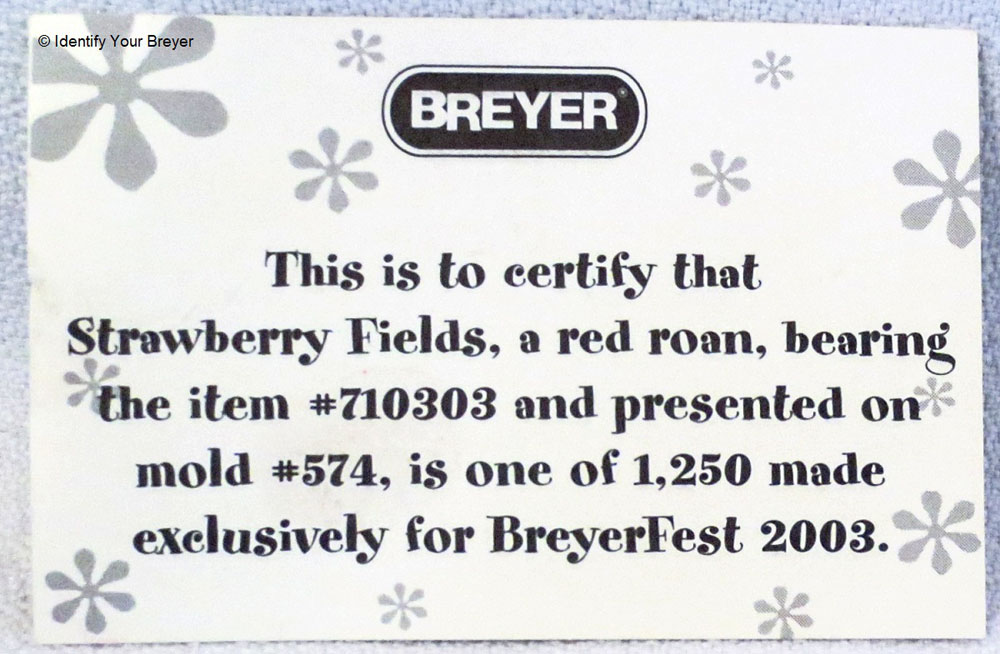 © Identify Your Breyer
BREYER®
This is to certify that
Strawberry Fields, a red roan, bearing
the item #710303 and presented on
mold #574, is one of 1,250 made
exclusively for BreyerFest 2003.